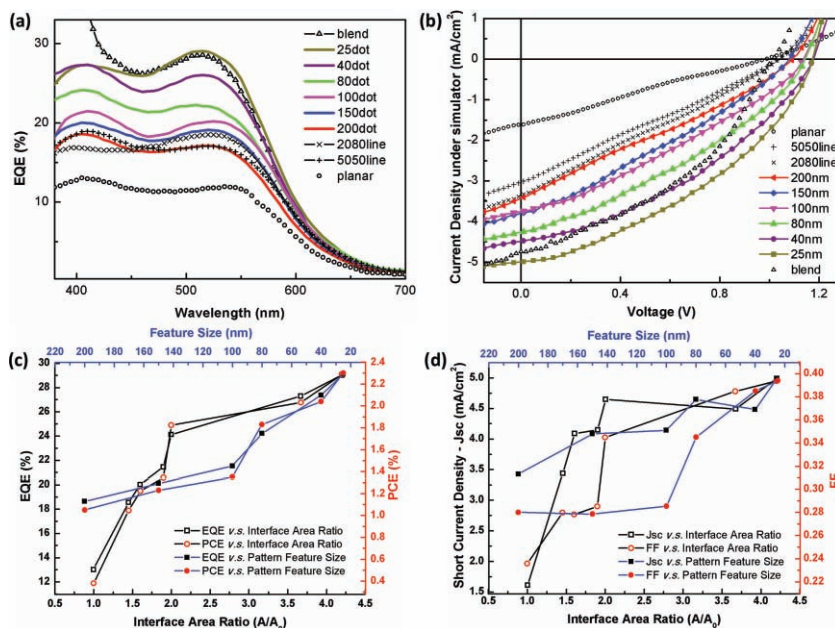 (a)
EQE (%)
30
20
10
blend
25dot
40dot
80dot
100dot
150dot
200dot
2080line
5050line
planar
400
500
600
700
Wavelength (nm)
(b)
Current Density under simulator (mA/cm²)
1
0
-1
-2
-3
-4
-5
planar
5050line
2080line
200nm
150nm
100nm
80nm
40nm
25nm
blend
0.0
0.4
0.8
1.2
Voltage (V)
Feature Size (nm)
220 200 180 160 140 120 100 80 60 40 20
(c)
EQE (%)
30
28
26
24
22
20
18
16
14
12
PCE (%)
2.4
2.2
2.0
1.8
1.6
1.4
1.2
1.0
0.8
0.6
0.4
EQE v.s. Interface Area Ratio
PCE v.s. Interface Area Ratio
EQE v.s. Pattern Feature Size
PCE v.s. Pattern Feature Size
0.5 1.0 1.5 2.0 2.5 3.0 3.5 4.0 4.5
Interface Area Ratio (A/A₀)
Feature Size (nm)
220 200 180 160 140 120 100 80 60 40 20
(d)
Short Current Density - Jsc (mA/cm²)
5.0
4.5
4.0
3.5
3.0
2.5
2.0
1.5
0.40
0.38
0.36
0.34
0.32
0.30
0.28
0.26
0.24
0.22
Jsc v.s. Interface Area Ratio
FF v.s. Interface Area Ratio
Jsc v.s. Pattern Feature Size
FF v.s. Pattern Feature Size
0.5 1.0 1.5 2.0 2.5 3.0 3.5 4.0 4.5
Interface Area Ratio (A/A₀)